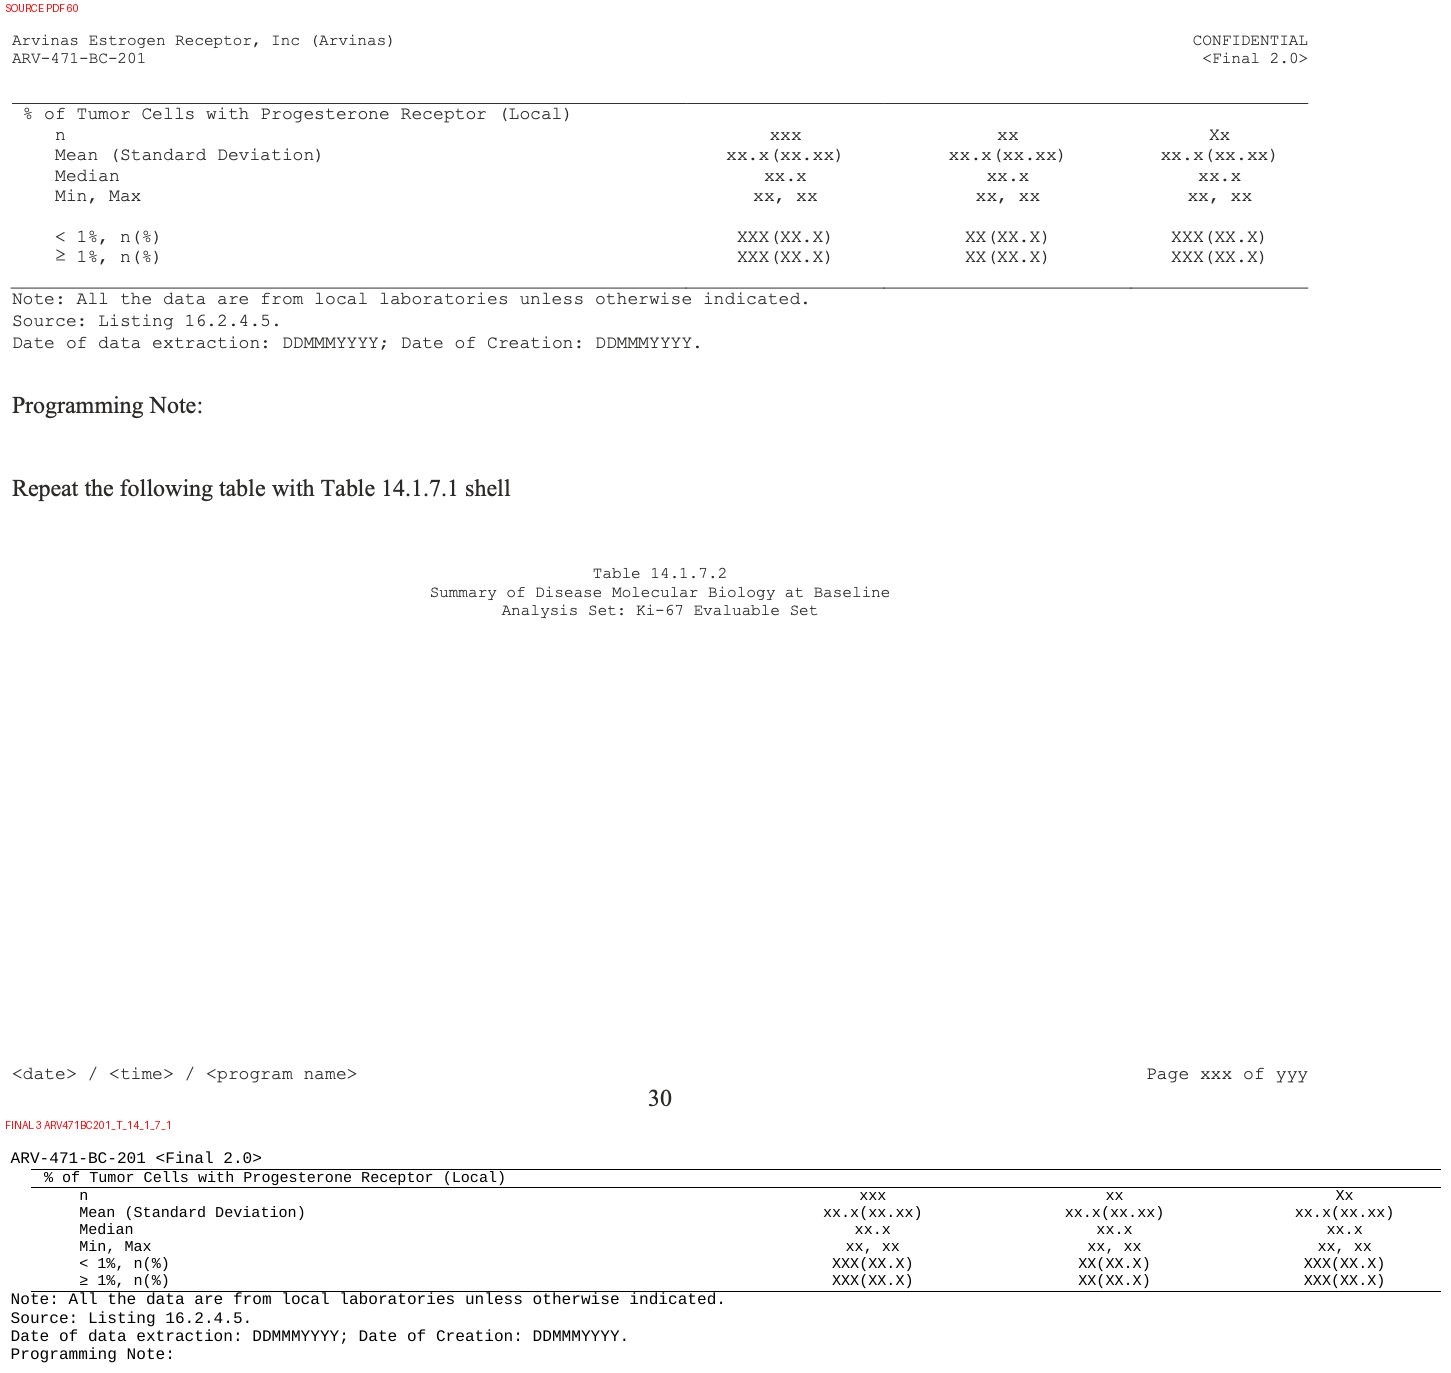 SOURCE PDF 60
Arvinas Estrogen Receptor, Inc (Arvinas) CONFIDENTIAL
ARV-471-BC-201 <Final 2.0>
% of Tumor Cells with Progesterone Receptor (Local)
n xxx xx Xx
Mean (Standard Deviation) xx.x(xx.xx) xx.x(xx.xx) xx.x(xx.xx)
Median xx.x xx.x xx.x
Min, Max xx, xx xx, xx xx, xx
< 1%, n(%) XXX(XX.X) XX(XX.X) XXX(XX.X)
≥ 1%, n(%) XXX(XX.X) XX(XX.X) XXX(XX.X)
Note: All the data are from local laboratories unless otherwise indicated.
Source: Listing 16.2.4.5.
Date of data extraction: DDMMMYYYY; Date of Creation: DDMMMYYYY.
Programming Note:
Repeat the following table with Table 14.1.7.1 shell
Table 14.1.7.2
Summary of Disease Molecular Biology at Baseline
Analysis Set: Ki-67 Evaluable Set
<date> / <time> / <program name> Page xxx of yyy
30
FINAL 3 ARV471BC201_T_14_1_7_1
ARV-471-BC-201 <Final 2.0>
% of Tumor Cells with Progesterone Receptor (Local)
n xxx xx Xx
Mean (Standard Deviation) xx.x(xx.xx) xx.x(xx.xx) xx.x(xx.xx)
Median xx.x xx.x xx.x
Min, Max xx, xx xx, xx xx, xx
< 1%, n(%) XXX(XX.X) XX(XX.X) XXX(XX.X)
≥ 1%, n(%) XXX(XX.X) XX(XX.X) XXX(XX.X)
Note: All the data are from local laboratories unless otherwise indicated.
Source: Listing 16.2.4.5.
Date of data extraction: DDMMMYYYY; Date of Creation: DDMMMYYYY.
Programming Note: